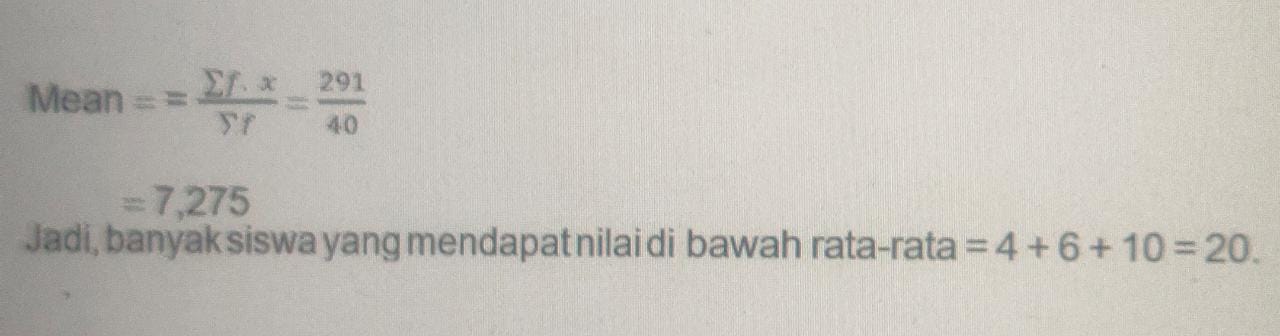 Mean = = Σf. x / Σf = 291 / 40
= 7,275
Jadi, banyak siswa yang mendapat nilai di bawah rata-rata = 4 + 6 + 10 = 20.